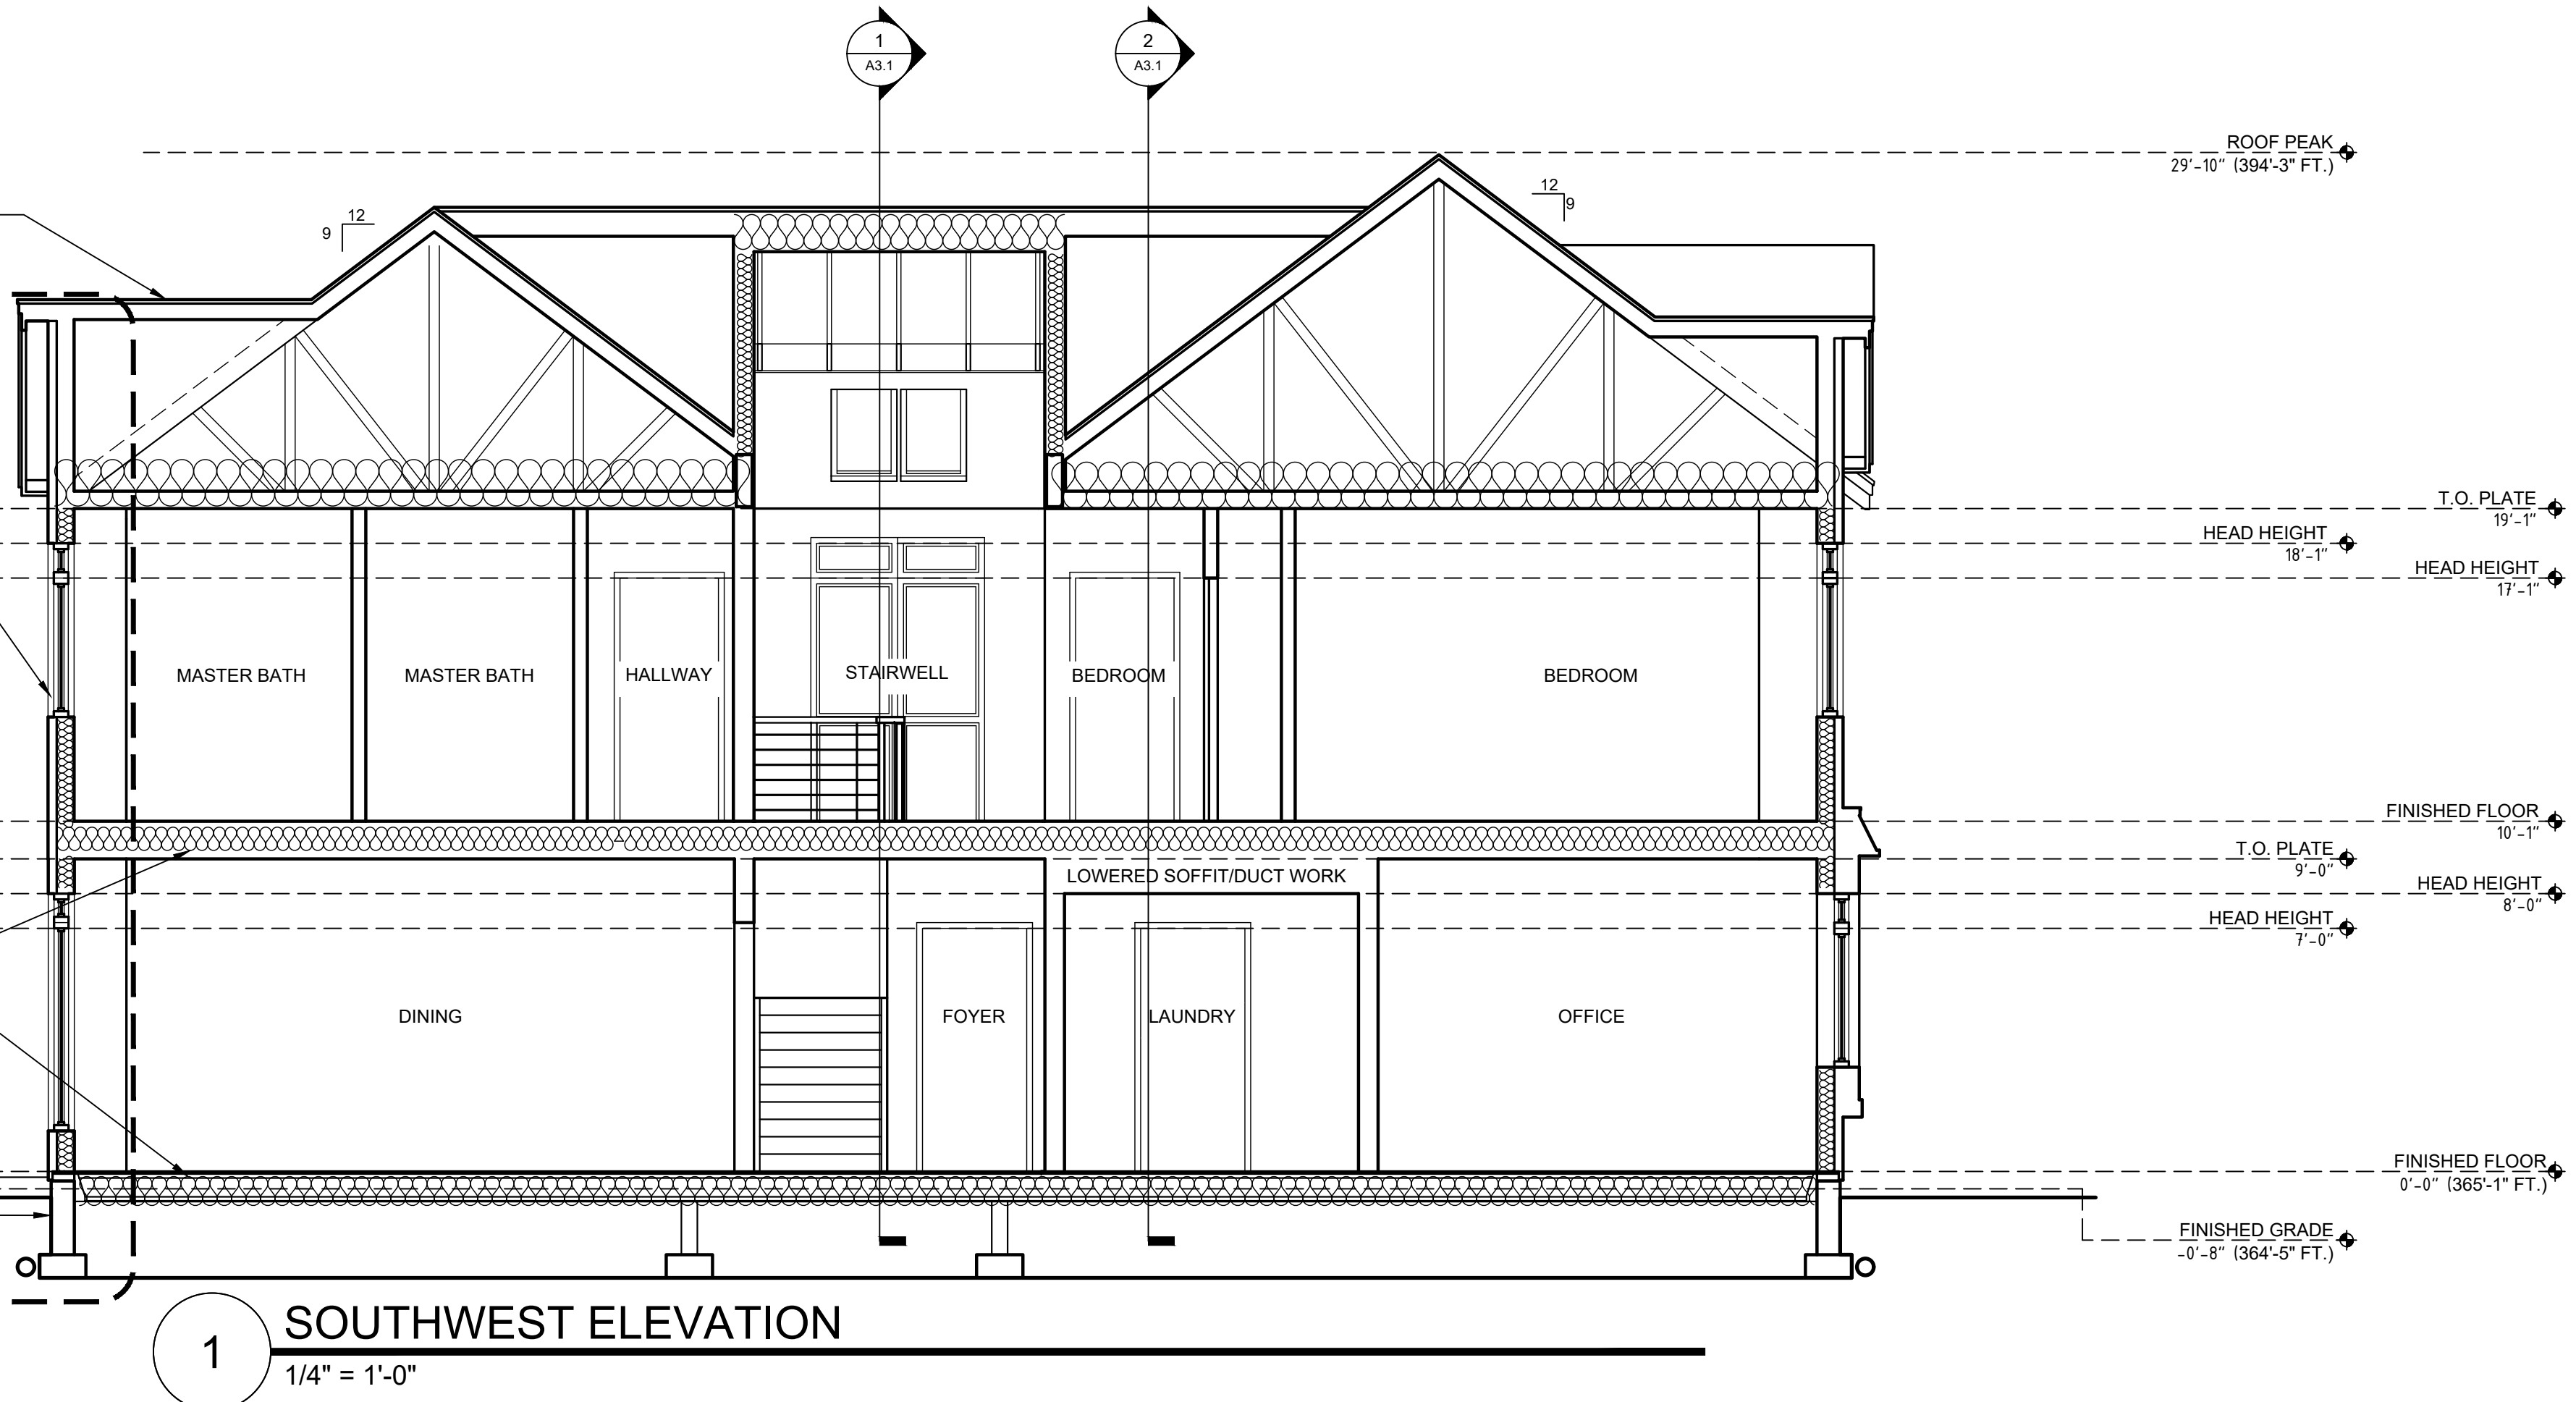 1
A3.1
2
A3.1
ROOF PEAK
29'-10" (394'-3" FT.)
12
9
12
9
T.O. PLATE
19'-1"
HEAD HEIGHT
18'-1"
HEAD HEIGHT
17'-1"
MASTER BATH
MASTER BATH
HALLWAY
STAIRWELL
BEDROOM
BEDROOM
FINISHED FLOOR
10'-1"
T.O. PLATE
9'-0"
LOWERED SOFFIT/DUCT WORK
HEAD HEIGHT
8'-0"
HEAD HEIGHT
7'-0"
DINING
FOYER
LAUNDRY
OFFICE
FINISHED FLOOR
0'-0" (365'-1" FT.)
FINISHED GRADE
-0'-8" (364'-5" FT.)
1
SOUTHWEST ELEVATION
1/4" = 1'-0"